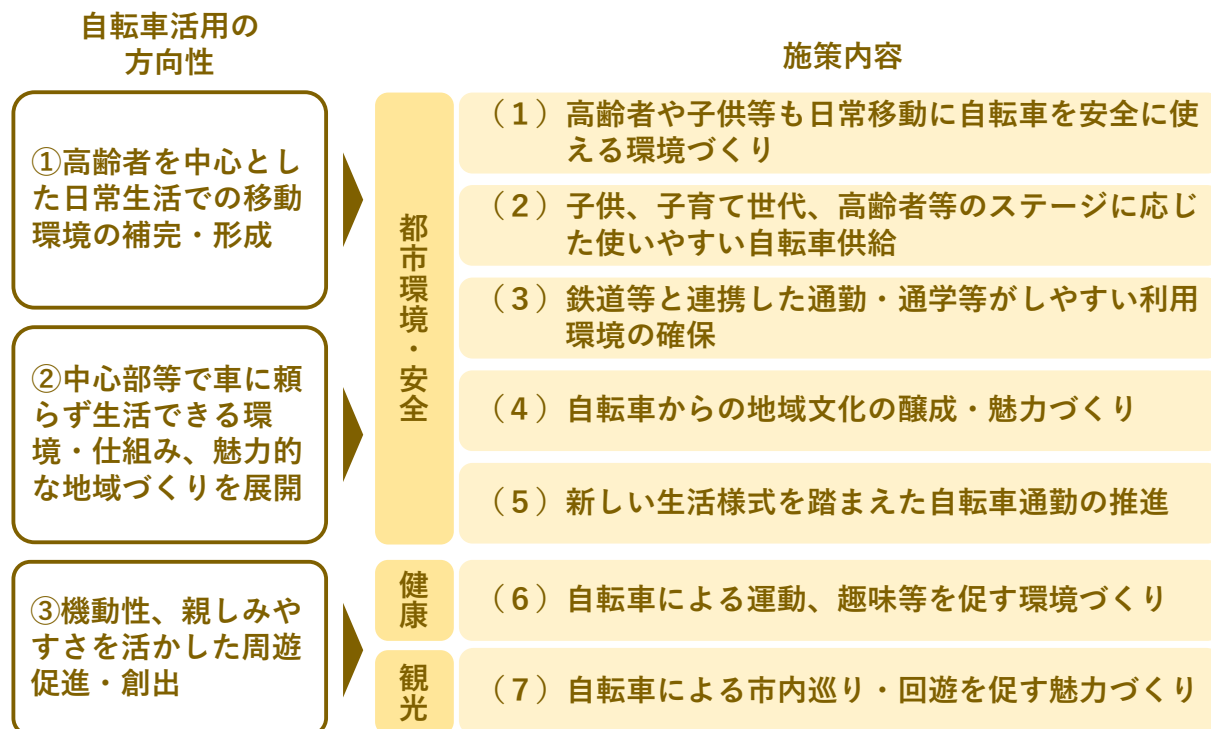 自転車活用の
方向性
施策内容
①高齢者を中心とし
た日常生活での移動
環境の補完・形成
②中心部等で車に頼
らず生活できる環
境・仕組み、魅力的
な地域づくりを展開
③機動性、親しみや
すさを活かした周遊
促進・創出
都市環境・安全
（１）高齢者や子供等も日常移動に自転車を安全に使
える環境づくり
（２）子供、子育て世代、高齢者等のステージに応じ
た使いやすい自転車供給
（３）鉄道等と連携した通勤・通学等がしやすい利用
環境の確保
（４）自転車からの地域文化の醸成・魅力づくり
（５）新しい生活様式を踏まえた自転車通勤の推進
健康
（６）自転車による運動、趣味等を促す環境づくり
観光
（７）自転車による市内巡り・回遊を促す魅力づくり